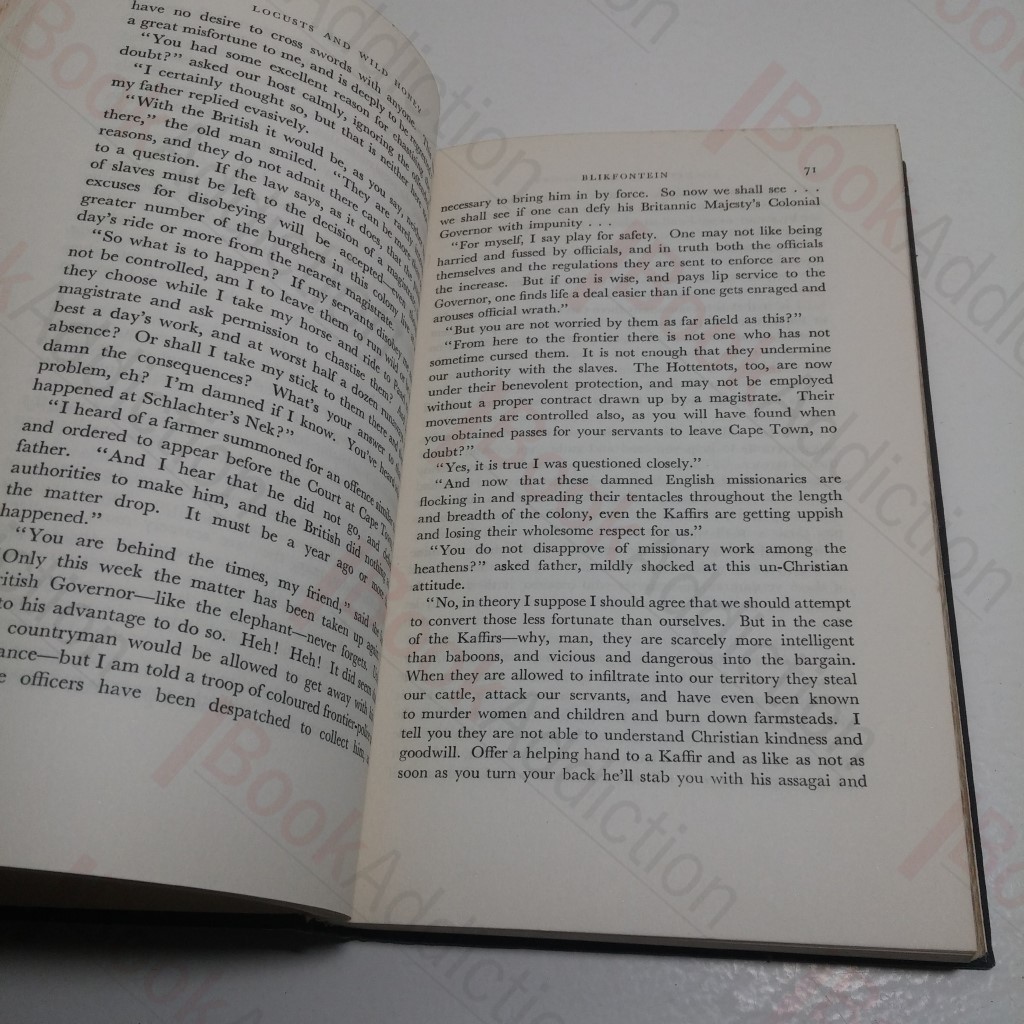 LOCUSTS AND WILD HONEY
have no desire to cross swords with anyone.
a great misfortune to me, and is deeply to be regretted
"You had some excellent reason for chastising
doubt?" asked our host calmly, ignoring the
"I certainly thought so, but that is neither here
my father replied evasively.
"With the British it would be, as you say, neither
there," the old man smiled. "They are rarely
reasons, and they do not admit there can be more
to a question. If the law says, as it does, that the
of slaves must be left to the decision of a magistrate
excuses for disobeying will be accepted—even
greater number of the burghers in this colony live
day's ride or more from the nearest magistrate.
"So what is to happen? If my servants disobey me
not be controlled, am I to leave them to run wild
they choose while I take my horse and ride to
magistrate and ask permission to chastise them?
best a day's work, and at worst half a dozen runaways
absence? Or shall I take my stick to them there and
damn the consequences? What's your answer to
problem, eh? I'm damned if I know. You've heard
happened at Schlachter's Nek?"
"I heard of a farmer summoned for an offence similar
and ordered to appear before the Court at Cape Town
father. "And I hear that he did not go, and
authorities to make him, and the British did nothing
the matter drop. It must be a year ago or more
happened."
"You are behind the times, my friend," said the
Only this week the matter has been taken up again.
British Governor—like the elephant—never forgets.
to his advantage to do so. Heh! Heh! It did seem
countryman would be allowed to get away with his
ance—but I am told a troop of coloured frontier-police
officers have been despatched to collect him,
BLIKFONTEIN 71
necessary to bring him in by force. So now we shall see . . .
we shall see if one can defy his Britannic Majesty's Colonial
Governor with impunity . . .
"For myself, I say play for safety. One may not like being
harried and fussed by officials, and in truth both the officials
themselves and the regulations they are sent to enforce are on
the increase. But if one is wise, and pays lip service to the
Governor, one finds life a deal easier than if one gets enraged and
arouses official wrath."
"But you are not worried by them as far afield as this?"
"From here to the frontier there is not one who has not
sometime cursed them. It is not enough that they undermine
our authority with the slaves. The Hottentots, too, are now
under their benevolent protection, and may not be employed
without a proper contract drawn up by a magistrate. Their
movements are controlled also, as you will have found when
you obtained passes for your servants to leave Cape Town, no
doubt?"
"Yes, it is true I was questioned closely."
"And now that these damned English missionaries are
flocking in and spreading their tentacles throughout the length
and breadth of the colony, even the Kaffirs are getting uppish
and losing their wholesome respect for us."
"You do not disapprove of missionary work among the
heathens?" asked father, mildly shocked at this un-Christian
attitude.
"No, in theory I suppose I should agree that we should attempt
to convert those less fortunate than ourselves. But in the case
of the Kaffirs—why, man, they are scarcely more intelligent
than baboons, and vicious and dangerous into the bargain.
When they are allowed to infiltrate into our territory they steal
our cattle, attack our servants, and have even been known
to murder women and children and burn down farmsteads. I
tell you they are not able to understand Christian kindness and
goodwill. Offer a helping hand to a Kaffir and as like as not as
soon as you turn your back he'll stab you with his assagai and
BookAddiction